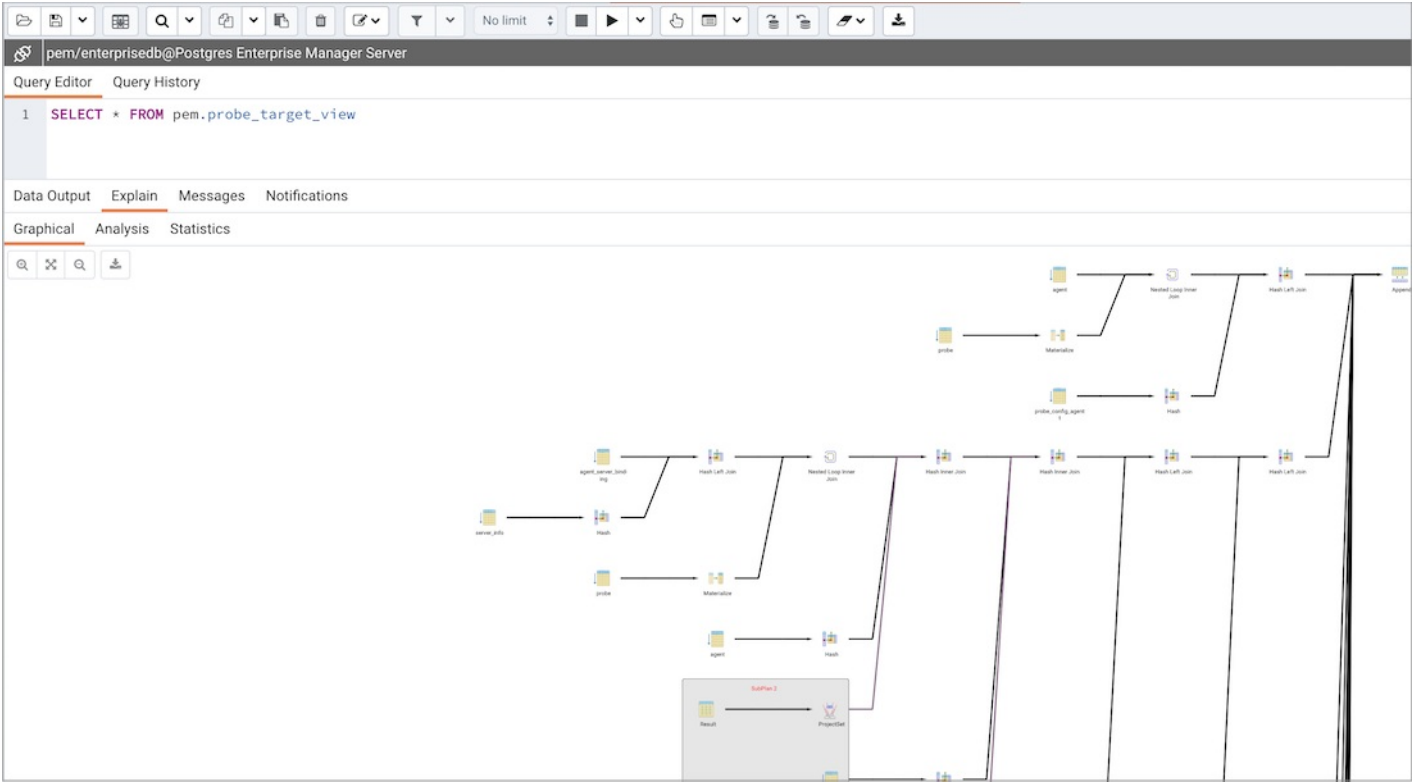 No limit
pem/enterprisedb@Postgres Enterprise Manager Server
Query Editor Query History
1 SELECT * FROM pem.probe_target_view
Data Output Explain Messages Notifications
Graphical Analysis Statistics
agent
Nested Loop Inner
Join
Hash Left Join
Append
probe
Materialize
probe_config_agent
t
Hash
agent_server_bind
ing
Hash Left Join
Nested Loop Inner
Join
Hash Inner Join
Hash Inner Join
Hash Left Join
Hash Left Join
server_info
Hash
probe
Materialize
agent
Hash
SubPlan 2
Result
ProjectSet